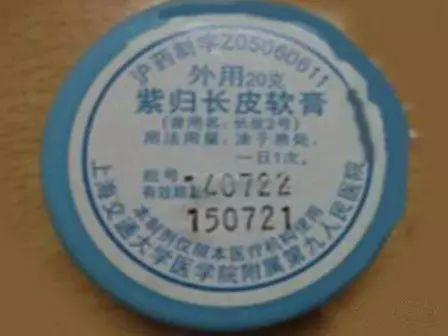 沪药制字Z05060611
外用20克
紫归长皮软膏
(曾用名：长皮2号)
用法用量：涂于患处，
一日1次。
批号 140722
有效期至 150721
本制剂仅限本医疗机构使用
上海交通大学医学院附属第九人民医院